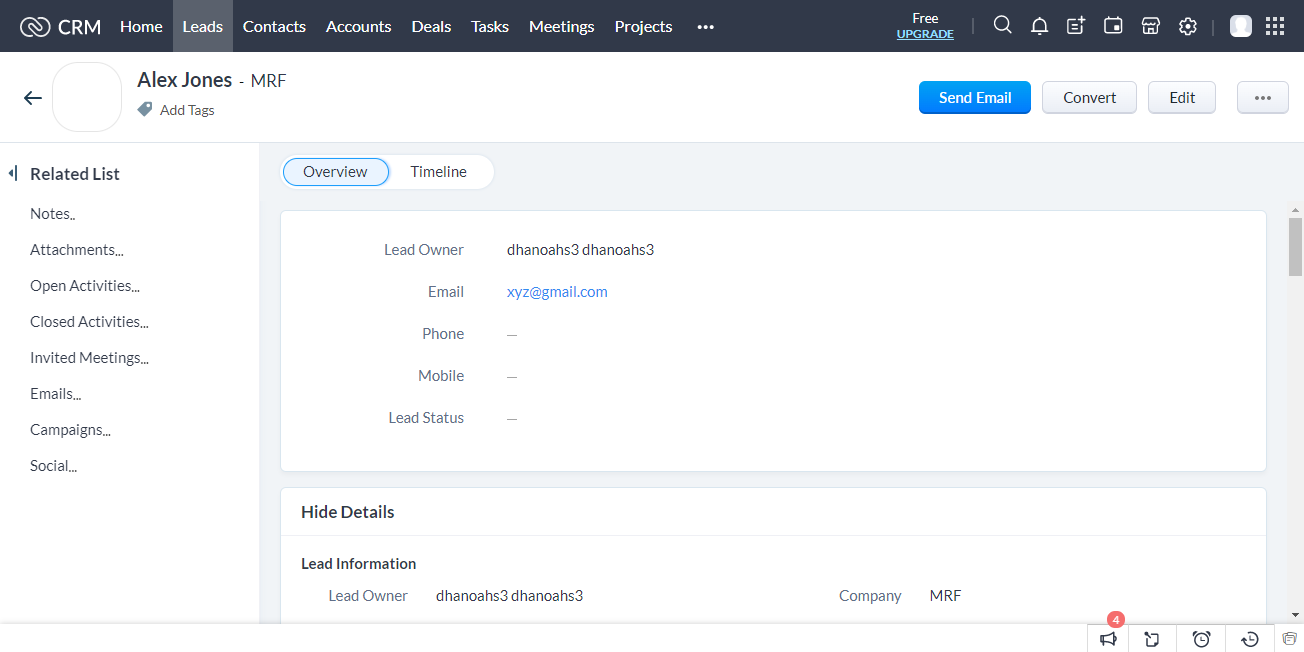 CRM Home Leads Contacts Accounts Deals Tasks Meetings Projects ••• Free
UPGRADE
Alex Jones - MRF
Add Tags
Send Email Convert Edit •••
Related List
Notes..
Attachments...
Open Activities...
Closed Activities...
Invited Meetings...
Emails...
Campaigns...
Social...
Overview Timeline
Lead Owner dhanoahs3 dhanoahs3
Email xyz@gmail.com
Phone —
Mobile —
Lead Status —
Hide Details
Lead Information
Lead Owner dhanoahs3 dhanoahs3 Company MRF
4